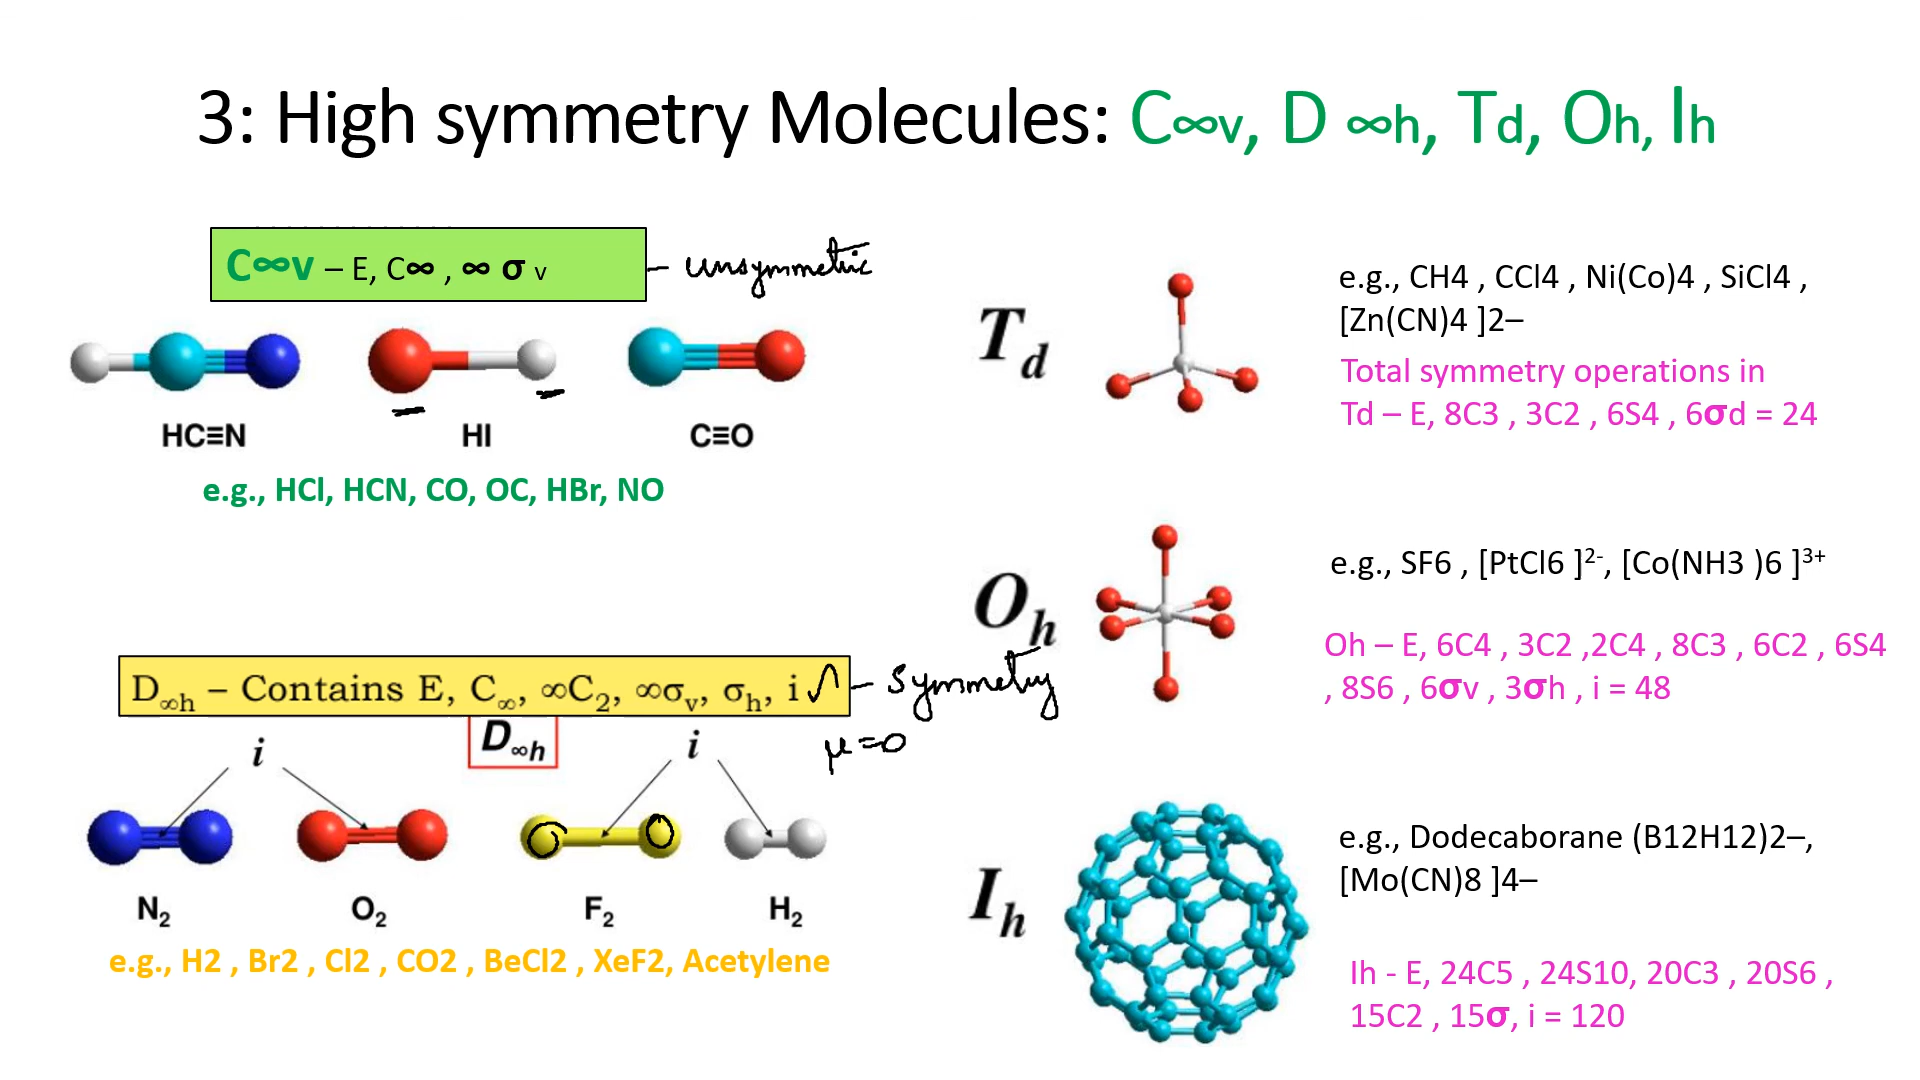 3: High symmetry Molecules: C∞v, D ∞h, Td, Oh, Ih
C∞v – E, C∞ , ∞ σ v
– unsymmetric
HC≡N
HI
C≡O
e.g., HCl, HCN, CO, OC, HBr, NO
D∞h – Contains E, C∞, ∞C2, ∞σv, σh, i
– Symmetry
μ=0
D∞h
i
i
N2
O2
F2
H2
e.g., H2 , Br2 , Cl2 , CO2 , BeCl2 , XeF2, Acetylene
Td
e.g., CH4 , CCl4 , Ni(Co)4 , SiCl4 ,
[Zn(CN)4 ]2–
Total symmetry operations in
Td – E, 8C3 , 3C2 , 6S4 , 6σd = 24
Oh
e.g., SF6 , [PtCl6 ]2-, [Co(NH3 )6 ]3+
Oh – E, 6C4 , 3C2 ,2C4 , 8C3 , 6C2 , 6S4
, 8S6 , 6σv , 3σh , i = 48
Ih
e.g., Dodecaborane (B12H12)2–,
[Mo(CN)8 ]4–
Ih - E, 24C5 , 24S10, 20C3 , 20S6 ,
15C2 , 15σ, i = 120